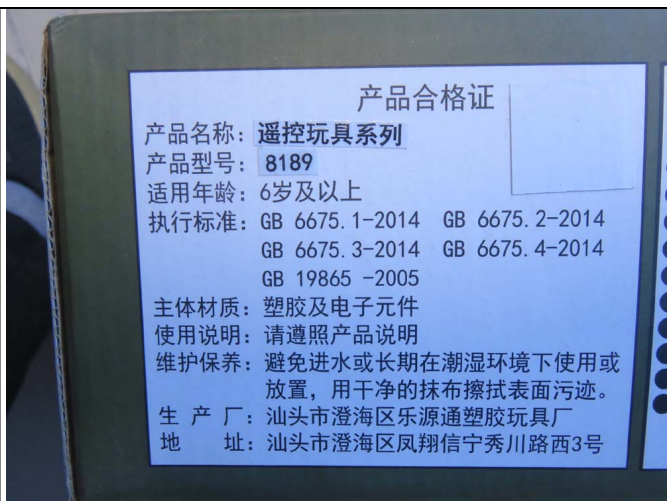 产品合格证
产品名称：遥控玩具系列
产品型号：8189
适用年龄：6岁及以上
执行标准：GB 6675.1-2014 GB 6675.2-2014
GB 6675.3-2014 GB 6675.4-2014
GB 19865 -2005
主体材质：塑胶及电子元件
使用说明：请遵照产品说明
维护保养：避免进水或长期在潮湿环境下使用或
放置，用干净的抹布擦拭表面污迹。
生 产 厂：汕头市澄海区乐源通塑胶玩具厂
地 址：汕头市澄海区凤翔信宁秀川路西3号